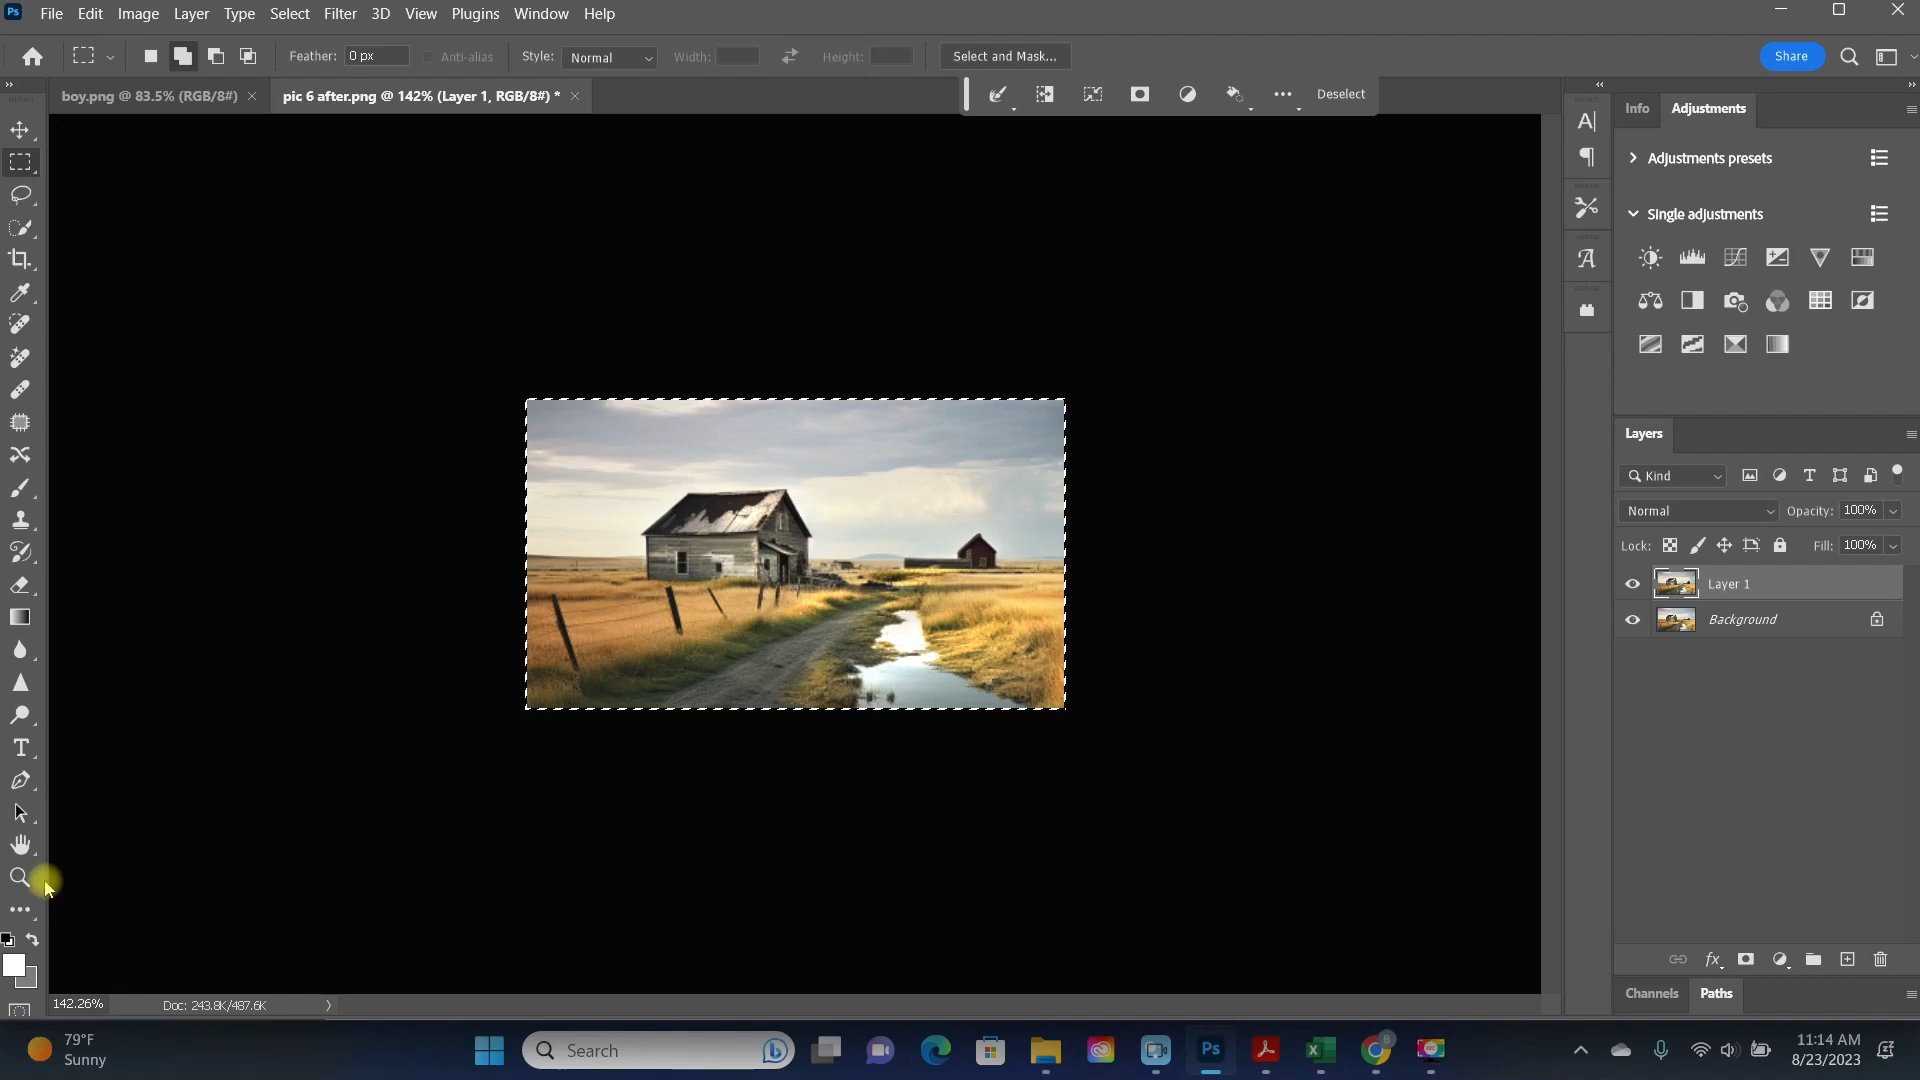 Ps File Edit Image Layer Type Select Filter 3D View Plugins Window Help
Feather: 0 px Anti-alias Style: Normal Width: Height: Select and Mask... Share
boy.png @ 83.5% (RGB/8#) pic 6 after.png @ 142% (Layer 1, RGB/8#) *
Deselect
Info Adjustments
Adjustments presets
Single adjustments
Layers
Kind
Normal Opacity: 100%
Lock: Fill: 100%
Layer 1
Background
fx
Channels Paths
142.26% Doc: 243.8K/487.6K
79°F
Sunny
Search
Ps
11:14 AM
8/23/2023